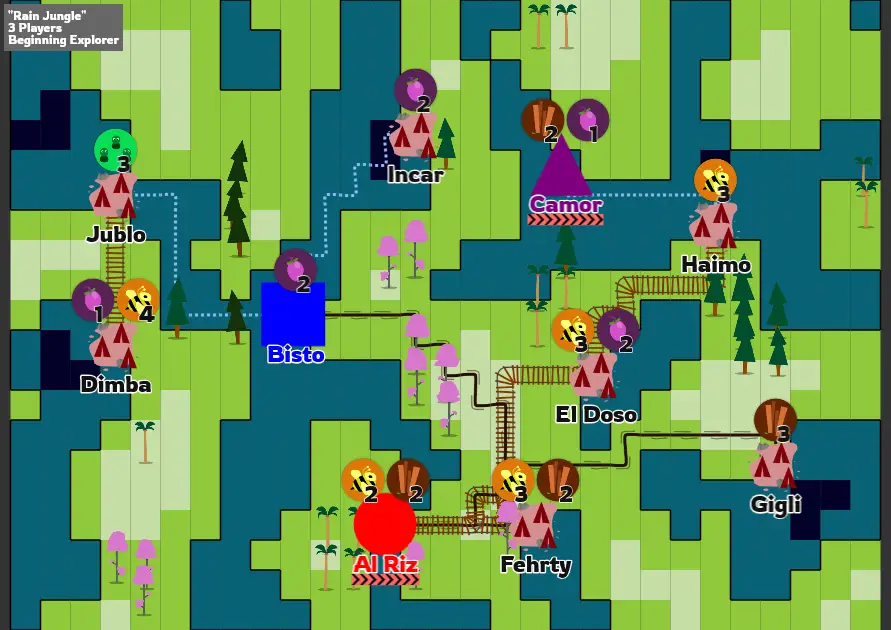 "Rain Jungle"
3 Players
Beginning Explorer
2
2
1
Incar
3
Camor
3
Jublo
Haimo
2
1
4
Bisto
3
2
Dimba
El Doso
3
Gigli
2
2
3
2
Al Riz
Fehrty